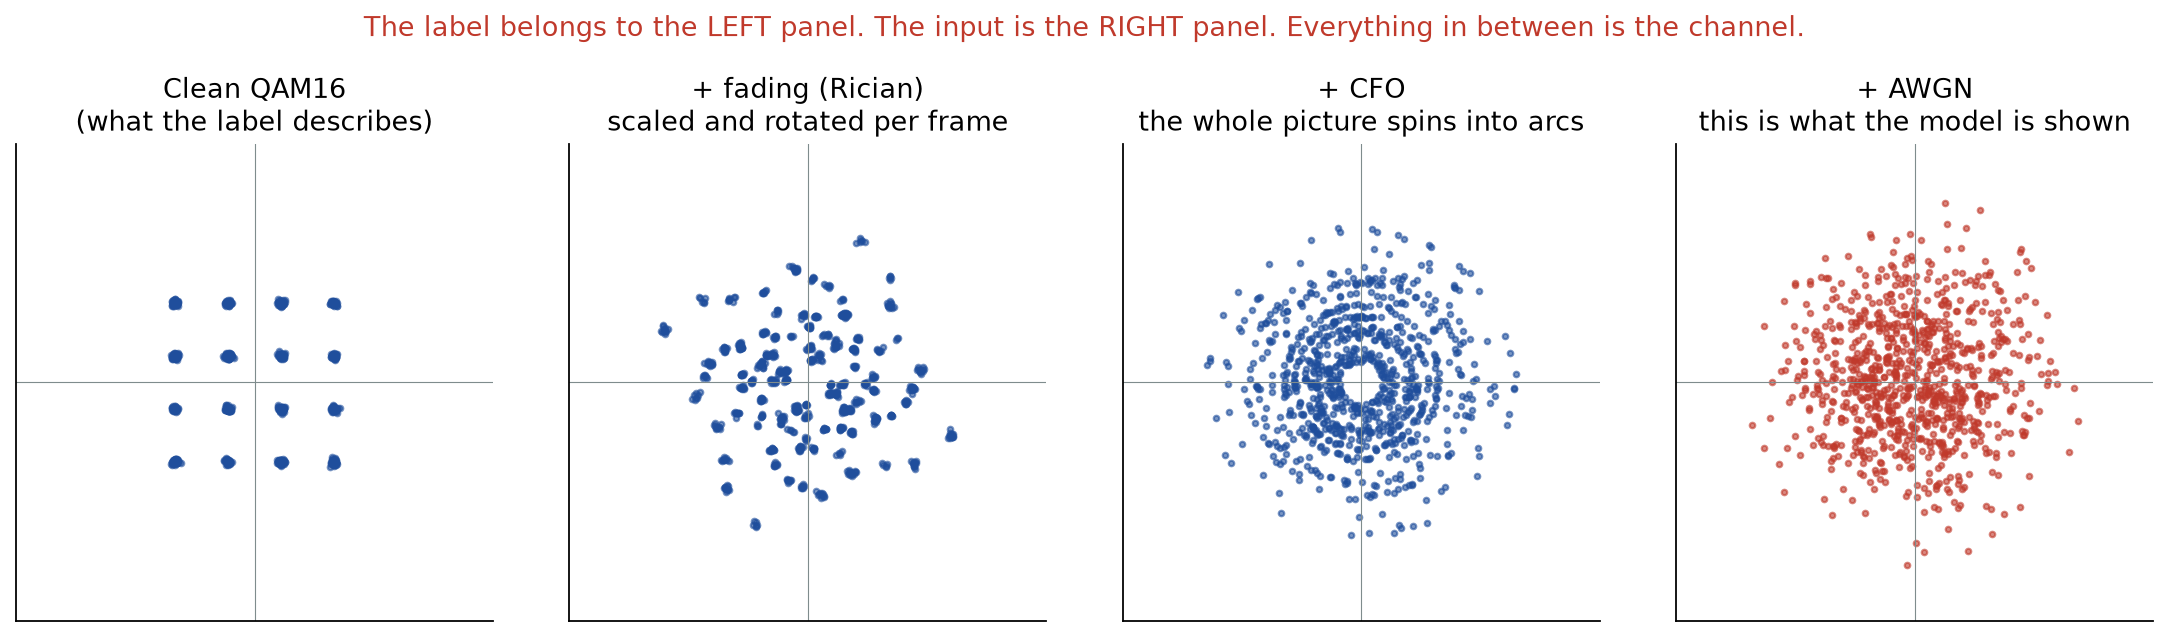 The label belongs to the LEFT panel. The input is the RIGHT panel. Everything in between is the channel.
Clean QAM16
(what the label describes)
+ fading (Rician)
scaled and rotated per frame
+ CFO
the whole picture spins into arcs
+ AWGN
this is what the model is shown